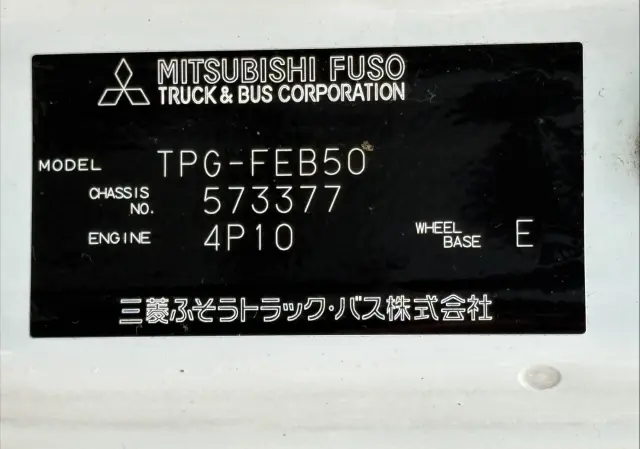 MITSUBISHI FUSO
TRUCK & BUS CORPORATION
MODEL TPG-FEB50
CHASSIS NO. 573377
ENGINE 4P10 WHEEL BASE E
三菱ふそうトラック・バス株式会社